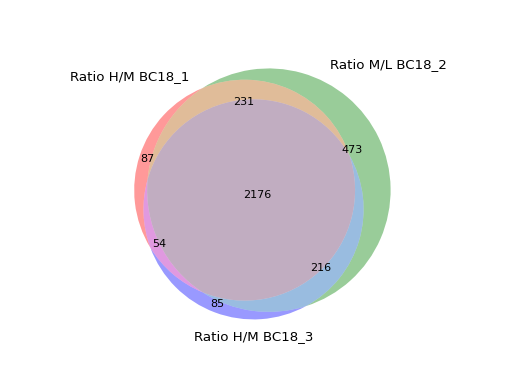 Ratio M/L BC18_2
Ratio H/M BC18_1
231
473
87
2176
54
216
85
Ratio H/M BC18_3